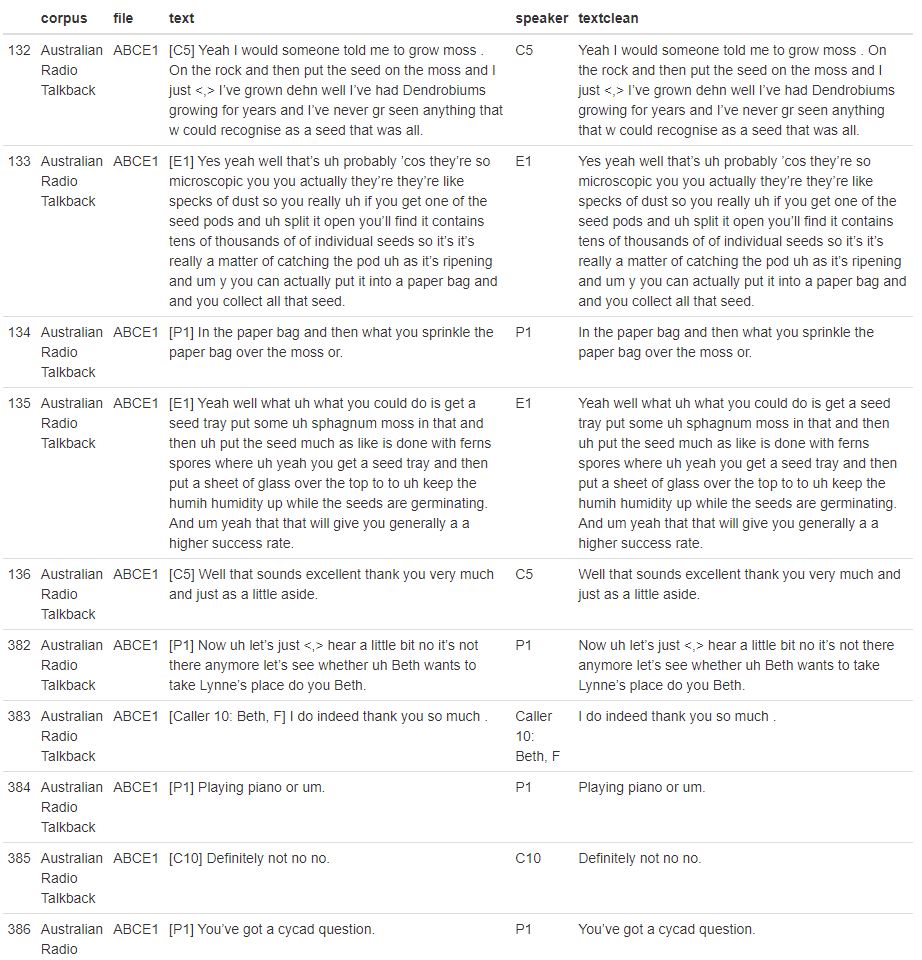 corpus file text speaker textclean
132 Australian Radio Talkback ABCE1 [C5] Yeah I would someone told me to grow moss . On the rock and then put the seed on the moss and I just <,> I've grown dehn well I've had Dendrobiums growing for years and I've never gr seen anything that w could recognise as a seed that was all. C5 Yeah I would someone told me to grow moss . On the rock and then put the seed on the moss and I just <,> I've grown dehn well I've had Dendrobiums growing for years and I've never gr seen anything that w could recognise as a seed that was all.
133 Australian Radio Talkback ABCE1 [E1] Yes yeah well that's uh probably 'cos they're so microscopic you you actually they're they're like specks of dust so you really uh if you get one of the seed pods and uh split it open you'll find it contains tens of thousands of of individual seeds so it's it's really a matter of catching the pod uh as it's ripening and um y you can actually put it into a paper bag and and you collect all that seed. E1 Yes yeah well that's uh probably 'cos they're so microscopic you you actually they're they're like specks of dust so you really uh if you get one of the seed pods and uh split it open you'll find it contains tens of thousands of of individual seeds so it's it's really a matter of catching the pod uh as it's ripening and um y you can actually put it into a paper bag and and you collect all that seed.
134 Australian Radio Talkback ABCE1 [P1] In the paper bag and then what you sprinkle the paper bag over the moss or. P1 In the paper bag and then what you sprinkle the paper bag over the moss or.
135 Australian Radio Talkback ABCE1 [E1] Yeah well what uh what you could do is get a seed tray put some uh sphagnum moss in that and then uh put the seed much as like is done with ferns spores where uh yeah you get a seed tray and then put a sheet of glass over the top to to uh keep the humih humidity up while the seeds are germinating. And um yeah that that will give you generally a a higher success rate. E1 Yeah well what uh what you could do is get a seed tray put some uh sphagnum moss in that and then uh put the seed much as like is done with ferns spores where uh yeah you get a seed tray and then put a sheet of glass over the top to to uh keep the humih humidity up while the seeds are germinating. And um yeah that that will give you generally a a higher success rate.
136 Australian Radio Talkback ABCE1 [C5] Well that sounds excellent thank you very much and just as a little aside. C5 Well that sounds excellent thank you very much and just as a little aside.
382 Australian Radio Talkback ABCE1 [P1] Now uh let's just <,> hear a little bit no it's not there anymore let's see whether uh Beth wants to take Lynne's place do you Beth. P1 Now uh let's just <,> hear a little bit no it's not there anymore let's see whether uh Beth wants to take Lynne's place do you Beth.
383 Australian Radio Talkback ABCE1 [Caller 10: Beth, F] I do indeed thank you so much . Caller 10: Beth, F I do indeed thank you so much .
384 Australian Radio Talkback ABCE1 [P1] Playing piano or um. P1 Playing piano or um.
385 Australian Radio Talkback ABCE1 [C10] Definitely not no no. C10 Definitely not no no.
386 Australian Radio ABCE1 [P1] You've got a cycad question. P1 You've got a cycad question.